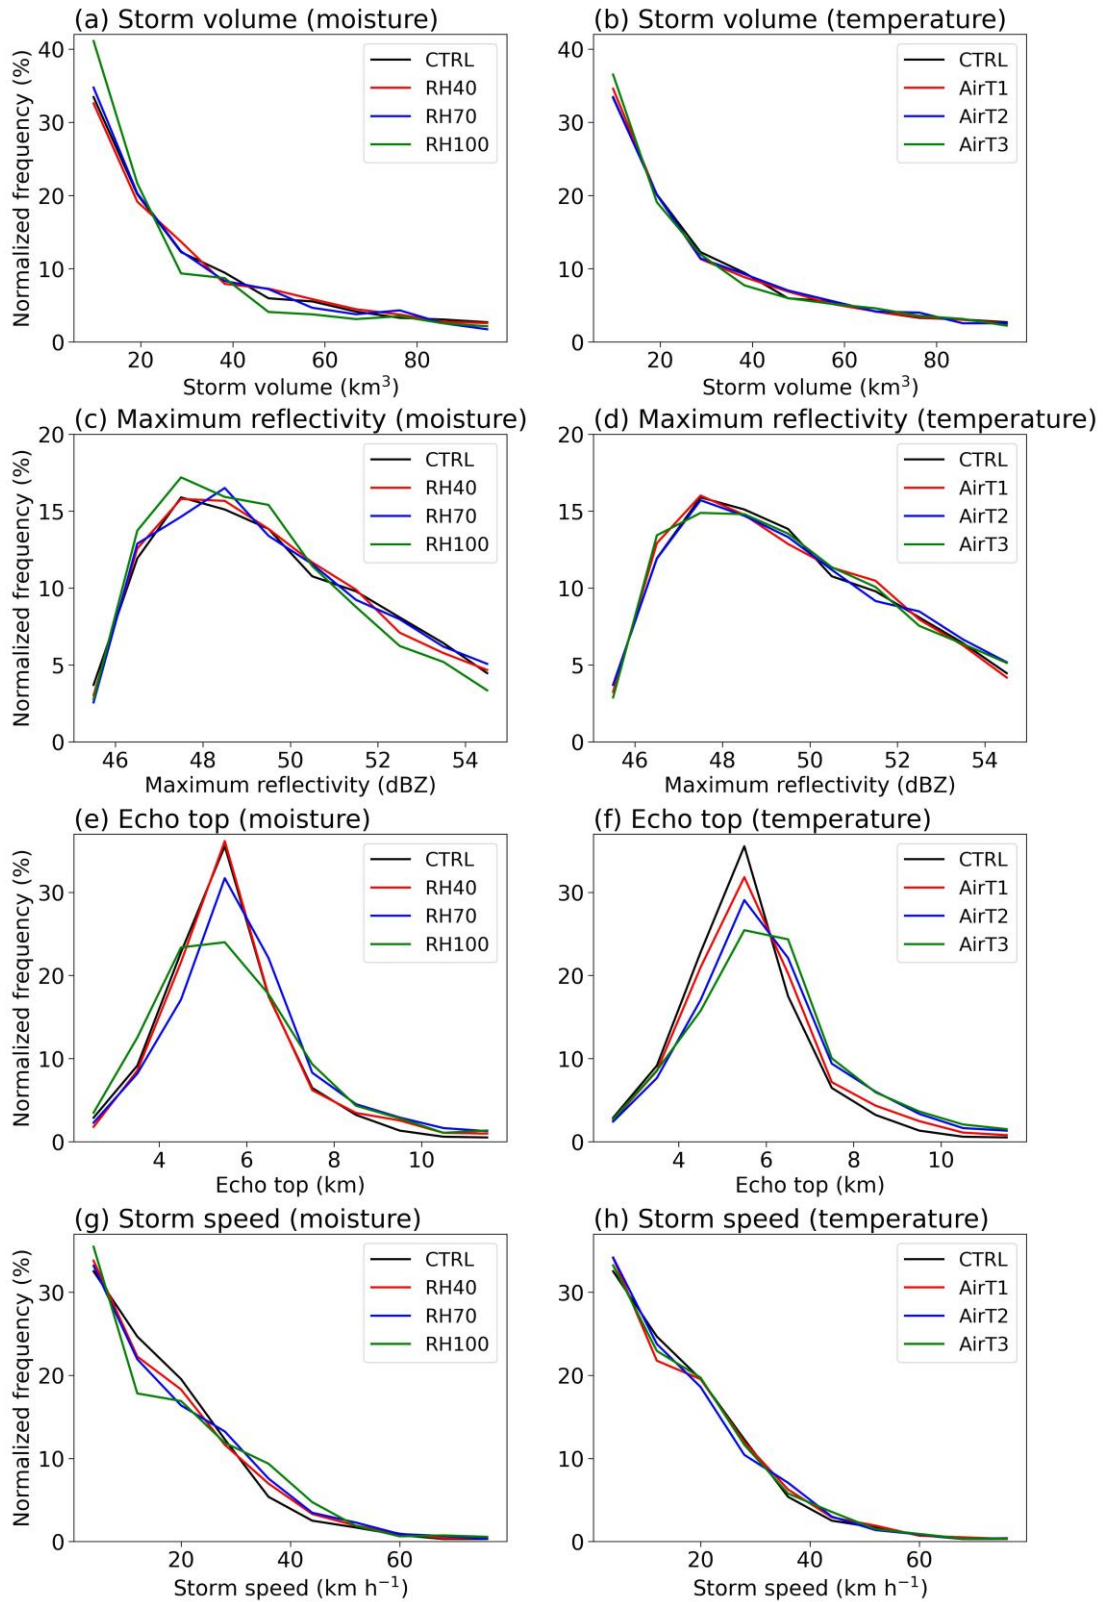 (a) Storm volume (moisture)
Normalized frequency (%)
40
30
20
10
0
CTRL
RH40
RH70
RH100
20 40 60 80
Storm volume (km³)
(b) Storm volume (temperature)
40
30
20
10
0
CTRL
AirT1
AirT2
AirT3
20 40 60 80
Storm volume (km³)
(c) Maximum reflectivity (moisture)
Normalized frequency (%)
20
15
10
5
0
CTRL
RH40
RH70
RH100
46 48 50 52 54
Maximum reflectivity (dBZ)
(d) Maximum reflectivity (temperature)
20
15
10
5
0
CTRL
AirT1
AirT2
AirT3
46 48 50 52 54
Maximum reflectivity (dBZ)
(e) Echo top (moisture)
Normalized frequency (%)
30
20
10
0
CTRL
RH40
RH70
RH100
4 6 8 10
Echo top (km)
(f) Echo top (temperature)
30
20
10
0
CTRL
AirT1
AirT2
AirT3
4 6 8 10
Echo top (km)
(g) Storm speed (moisture)
Normalized frequency (%)
30
20
10
0
CTRL
RH40
RH70
RH100
20 40 60
Storm speed (km h⁻¹)
(h) Storm speed (temperature)
30
20
10
0
CTRL
AirT1
AirT2
AirT3
20 40 60
Storm speed (km h⁻¹)